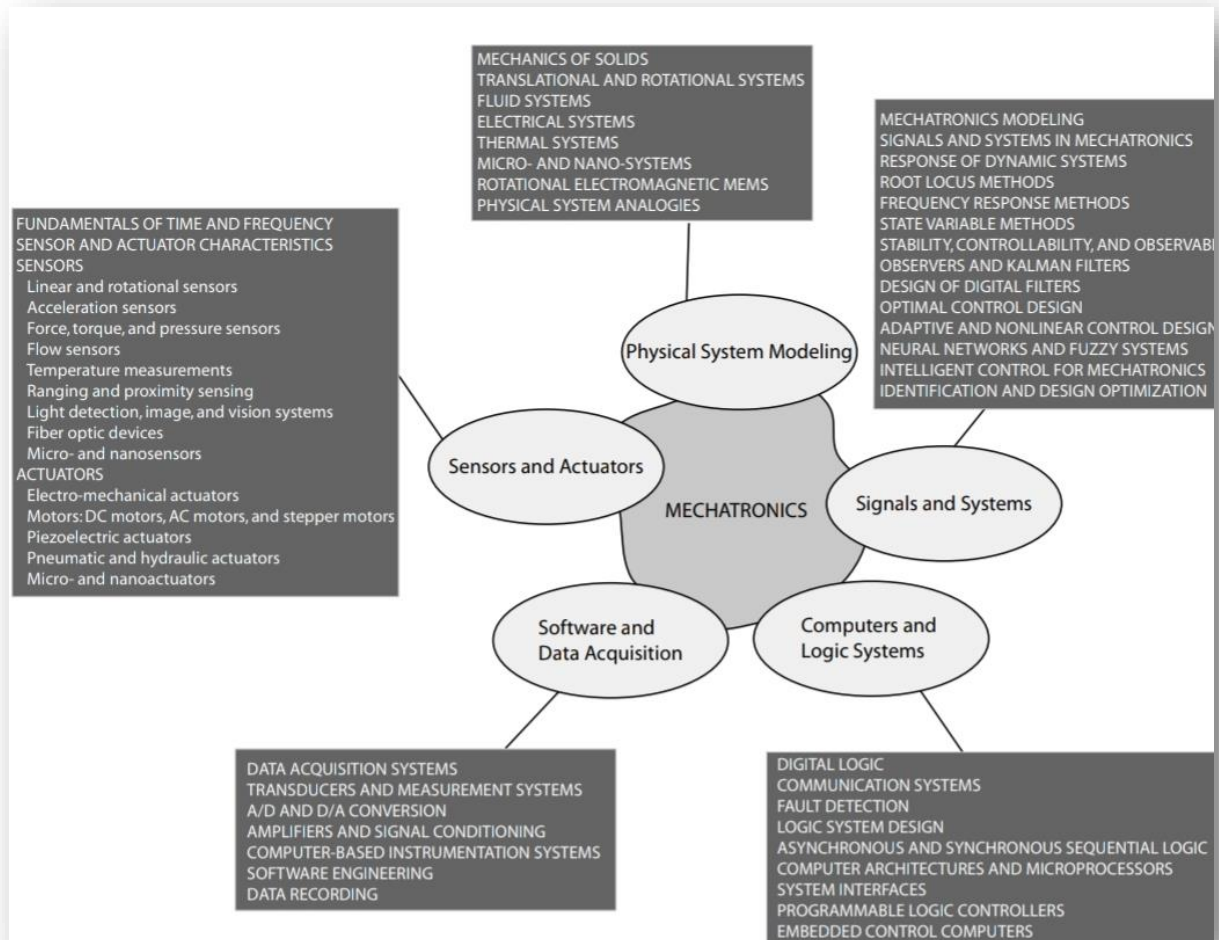 MECHANICS OF SOLIDS
TRANSLATIONAL AND ROTATIONAL SYSTEMS
FLUID SYSTEMS
ELECTRICAL SYSTEMS
THERMAL SYSTEMS
MICRO- AND NANO-SYSTEMS
ROTATIONAL ELECTROMAGNETIC MEMS
PHYSICAL SYSTEM ANALOGIES
MECHATRONICS MODELING
SIGNALS AND SYSTEMS IN MECHATRONICS
RESPONSE OF DYNAMIC SYSTEMS
ROOT LOCUS METHODS
FREQUENCY RESPONSE METHODS
STATE VARIABLE METHODS
STABILITY, CONTROLLABILITY, AND OBSERVABI
OBSERVERS AND KALMAN FILTERS
DESIGN OF DIGITAL FILTERS
OPTIMAL CONTROL DESIGN
ADAPTIVE AND NONLINEAR CONTROL DESIGN
NEURAL NETWORKS AND FUZZY SYSTEMS
INTELLIGENT CONTROL FOR MECHATRONICS
IDENTIFICATION AND DESIGN OPTIMIZATION
FUNDAMENTALS OF TIME AND FREQUENCY
SENSOR AND ACTUATOR CHARACTERISTICS
SENSORS
Linear and rotational sensors
Acceleration sensors
Force, torque, and pressure sensors
Flow sensors
Temperature measurements
Ranging and proximity sensing
Light detection, image, and vision systems
Fiber optic devices
Micro- and nanosensors
ACTUATORS
Electro-mechanical actuators
Motors: DC motors, AC motors, and stepper motors
Piezoelectric actuators
Pneumatic and hydraulic actuators
Micro- and nanoactuators
Physical System Modeling
Sensors and Actuators
MECHATRONICS
Signals and Systems
Software and
Data Acquisition
Computers and
Logic Systems
DATA ACQUISITION SYSTEMS
TRANSDUCERS AND MEASUREMENT SYSTEMS
A/D AND D/A CONVERSION
AMPLIFIERS AND SIGNAL CONDITIONING
COMPUTER-BASED INSTRUMENTATION SYSTEMS
SOFTWARE ENGINEERING
DATA RECORDING
DIGITAL LOGIC
COMMUNICATION SYSTEMS
FAULT DETECTION
LOGIC SYSTEM DESIGN
ASYNCHRONOUS AND SYNCHRONOUS SEQUENTIAL LOGIC
COMPUTER ARCHITECTURES AND MICROPROCESSORS
SYSTEM INTERFACES
PROGRAMMABLE LOGIC CONTROLLERS
EMBEDDED CONTROL COMPUTERS